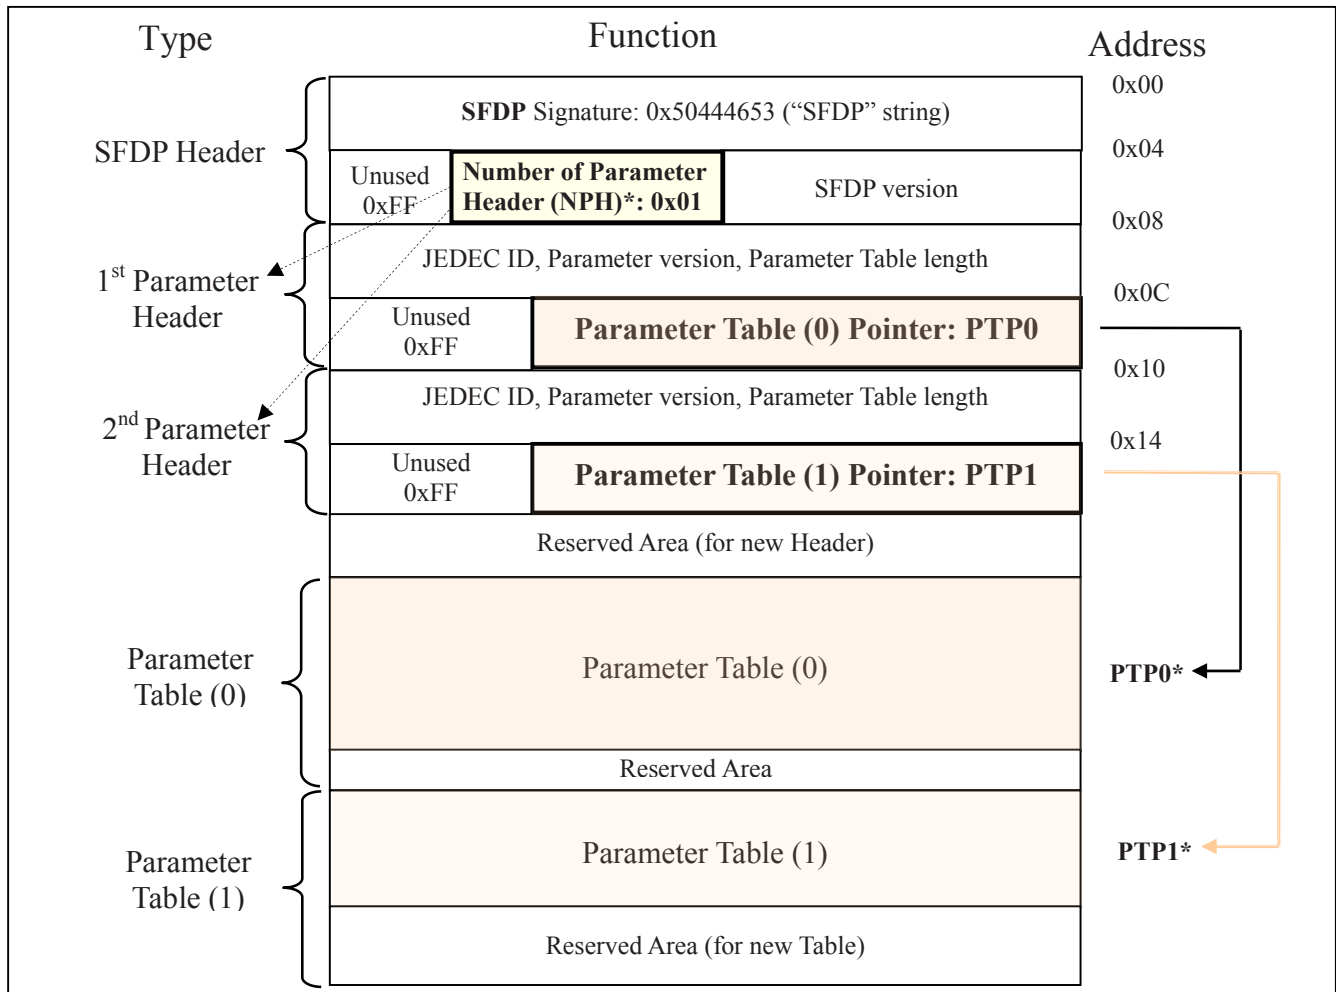 Type
Function
Address
0x00
SFDP Signature: 0x50444653 (“SFDP” string)
SFDP Header
0x04
Unused
0xFF
Number of Parameter
Header (NPH)*: 0x01
SFDP version
0x08
1st Parameter
Header
JEDEC ID, Parameter version, Parameter Table length
0x0C
Unused
0xFF
Parameter Table (0) Pointer: PTP0
0x10
2nd Parameter
Header
JEDEC ID, Parameter version, Parameter Table length
0x14
Unused
0xFF
Parameter Table (1) Pointer: PTP1
Reserved Area (for new Header)
Parameter
Table (0)
Parameter Table (0)
PTP0*
Reserved Area
Parameter
Table (1)
Parameter Table (1)
PTP1*
Reserved Area (for new Table)